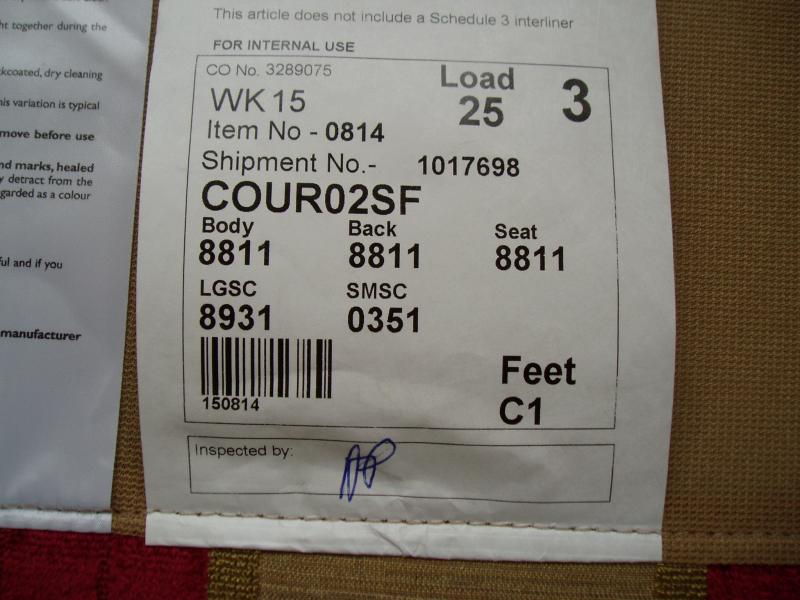 ht together during the
kcoated, dry cleaning
his variation is typical
move before use
nd marks, healed
y detract from the
garded as a colour
ful and if you
manufacturer
This article does not include a Schedule 3 interliner
FOR INTERNAL USE
CO No. 3289075
Load
25
3
WK 15
Item No - 0814
Shipment No.- 1017698
COUR02SF
Body Back Seat
8811 8811 8811
LGSC SMSC
8931 0351
150814
Feet
C1
Inspected by: